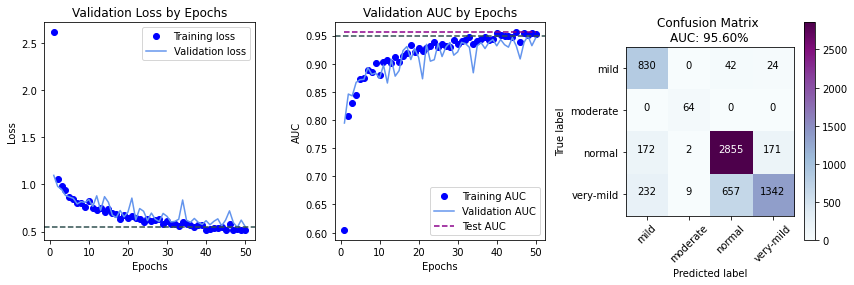 Validation Loss by Epochs
2.5
2.0
1.5
1.0
0.5
Loss
Training loss
Validation loss
0 10 20 30 40 50
Epochs
Validation AUC by Epochs
0.95
0.90
0.85
0.80
0.75
0.70
0.65
0.60
AUC
Training AUC
Validation AUC
Test AUC
0 10 20 30 40 50
Epochs
Confusion Matrix
AUC: 95.60%
True label
mild 830 0 42 24
moderate 0 64 0 0
normal 172 2 2855 171
very-mild 232 9 657 1342
mild moderate normal very-mild
Predicted label
2500
2000
1500
1000
500
0